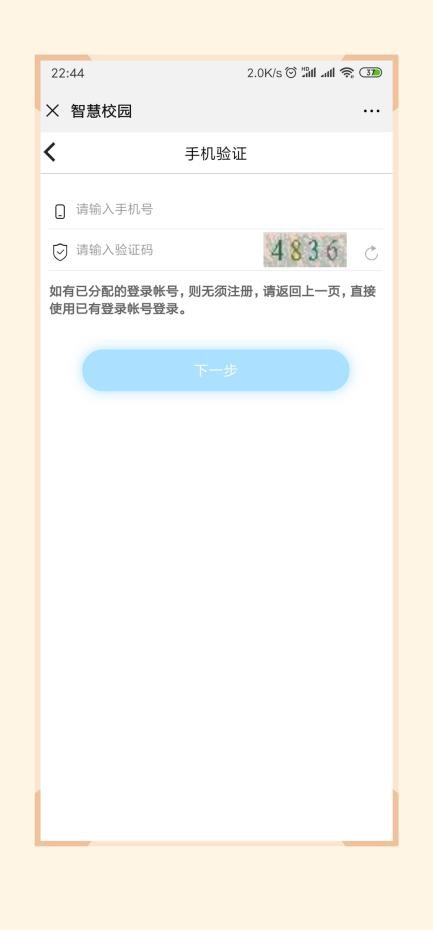 22:44 2.0K/s HD 37
智慧校园
手机验证
请输入手机号
请输入验证码 4836
如有已分配的登录帐号，则无须注册，请返回上一页，直接
使用已有登录帐号登录。
下一步